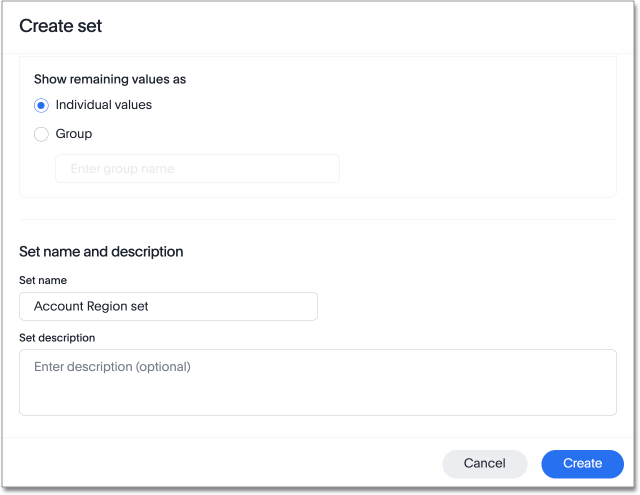 Create set
Show remaining values as
Individual values
Group
Enter group name
Set name and description
Set name
Account Region set
Set description
Enter description (optional)
Cancel
Create